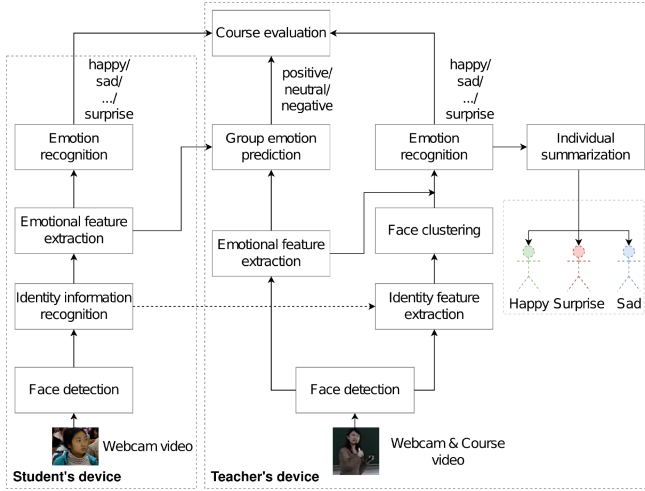 Course evaluation
happy/
sad/
.../
surprise
positive/
neutral/
negative
happy/
sad/
.../
surprise
Emotion
recognition
Group emotion
prediction
Emotion
recognition
Individual
summarization
Emotional feature
extraction
Emotional feature
extraction
Face clustering
Identity information
recognition
Identity feature
extraction
Happy Surprise Sad
Face detection
Face detection
Webcam video
Webcam & Course
video
Student's device
Teacher's device